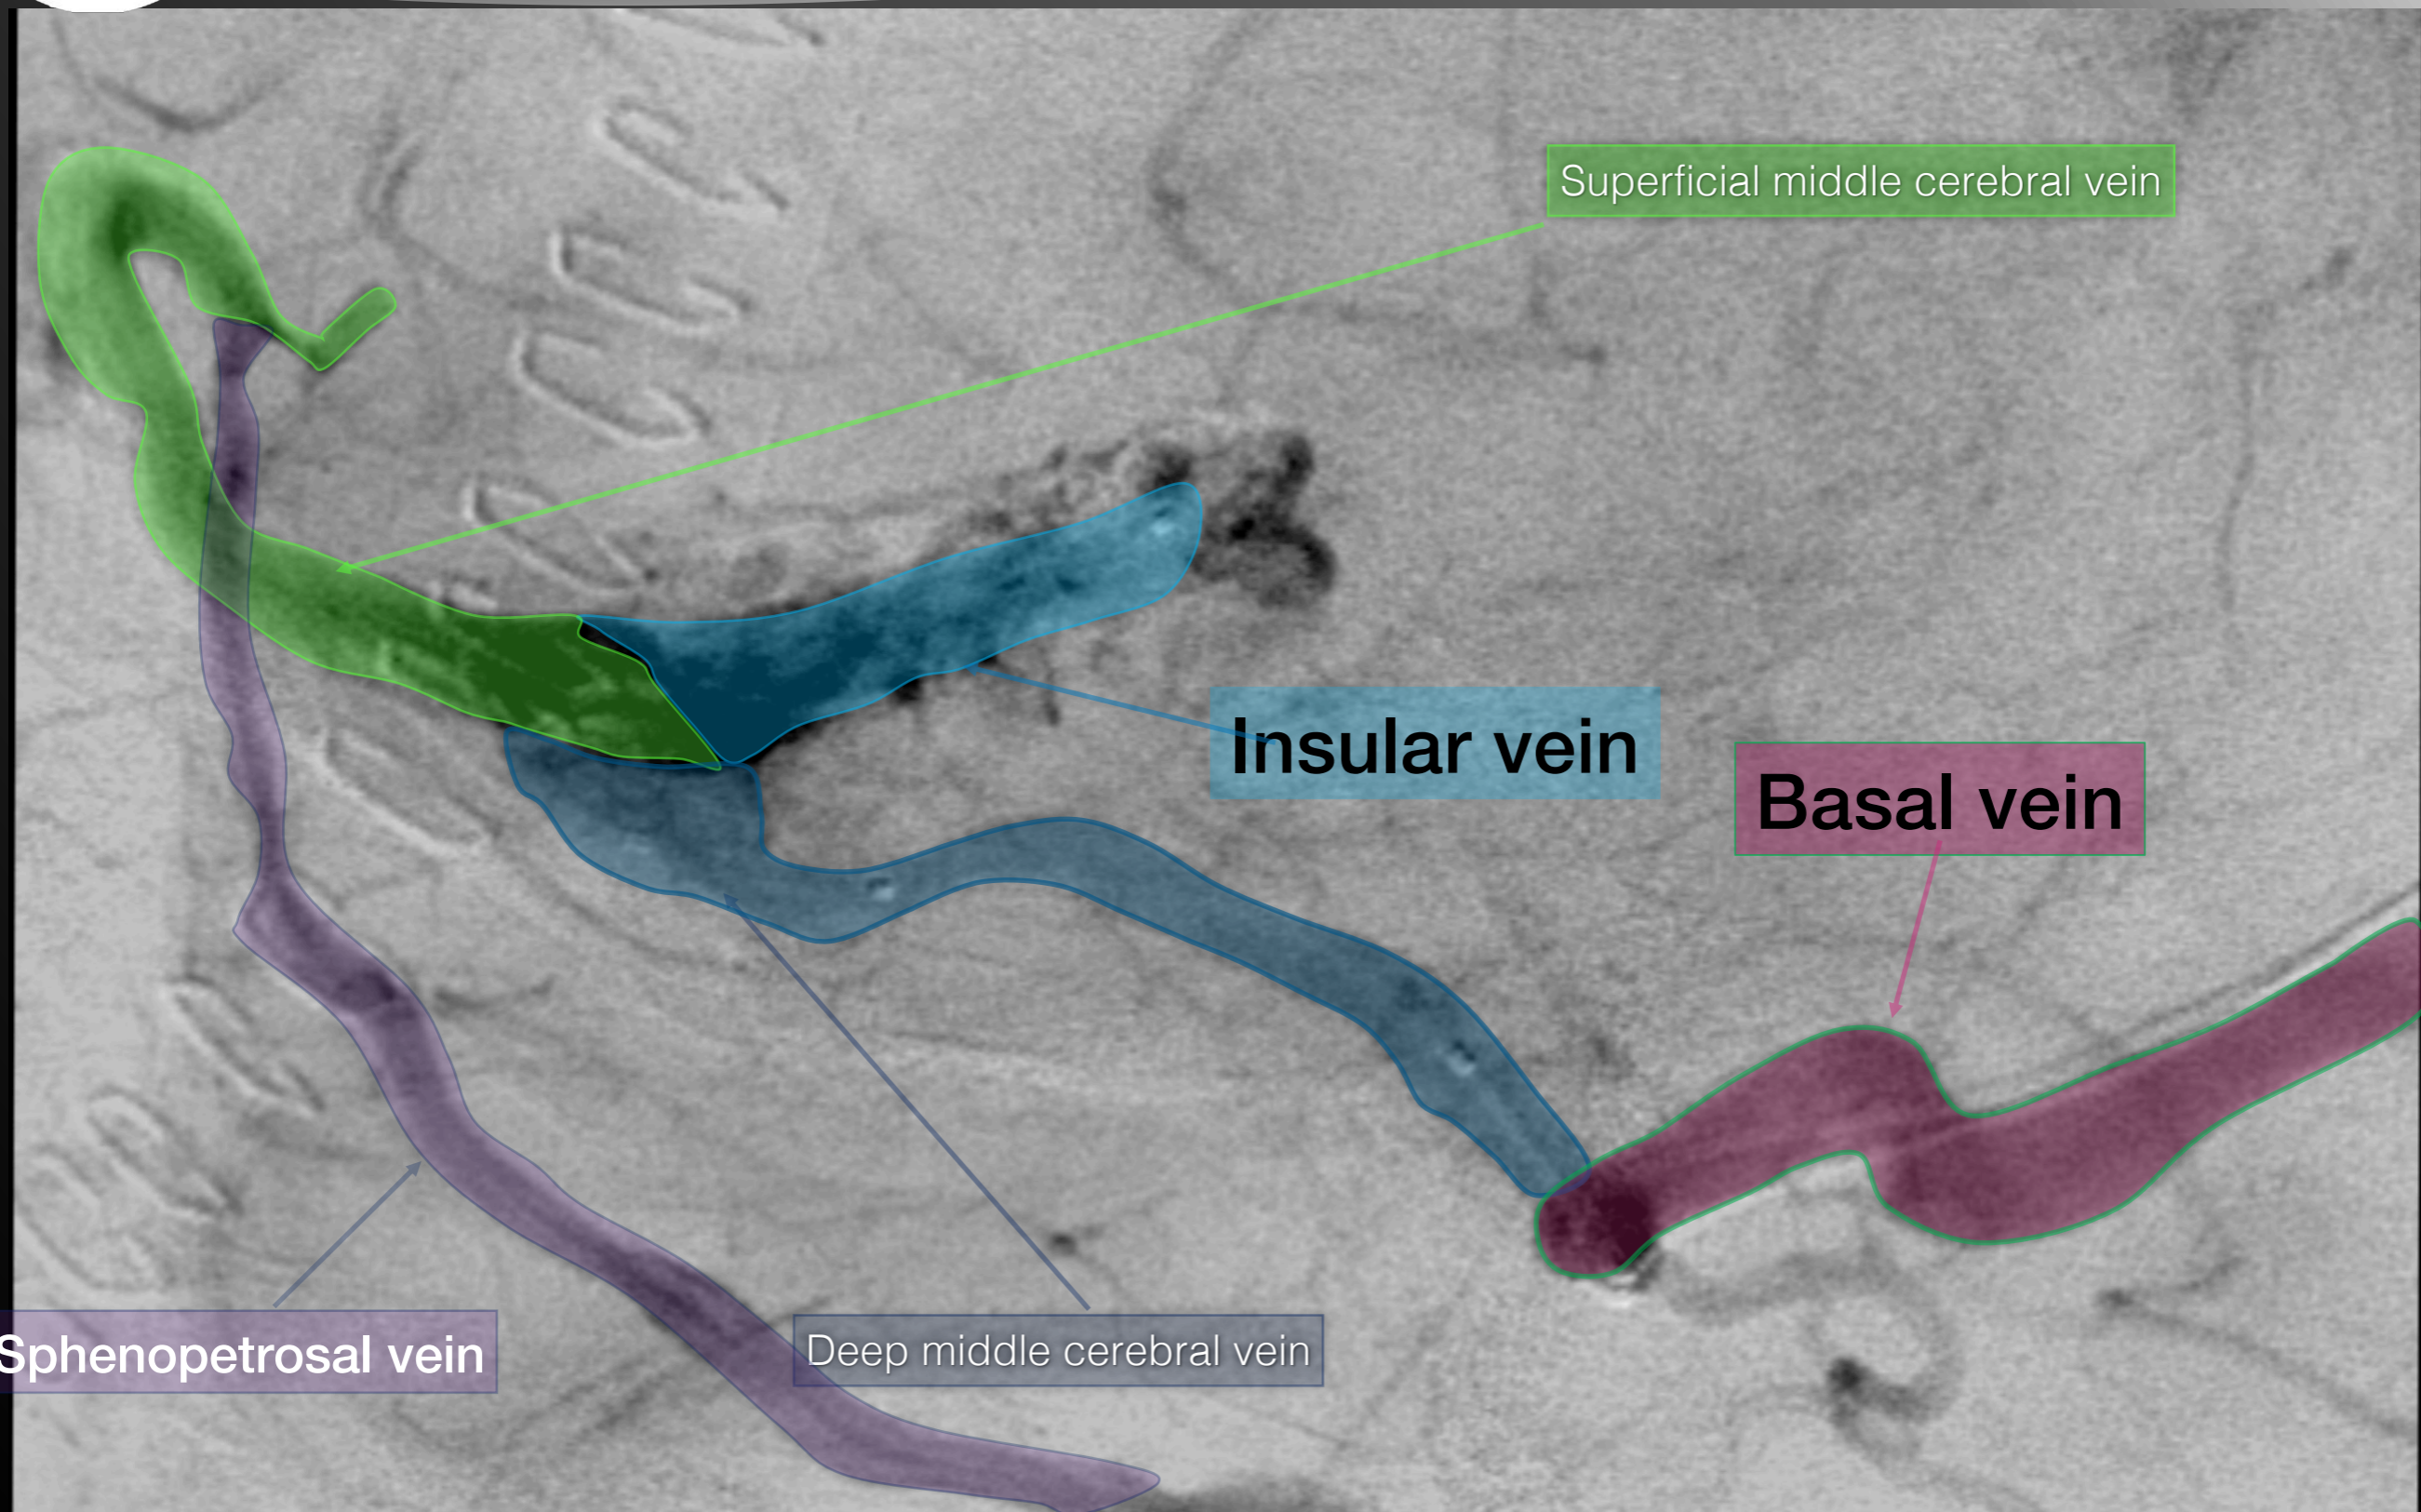 Superficial middle cerebral vein
Insular vein
Basal vein
Sphenopetrosal vein
Deep middle cerebral vein